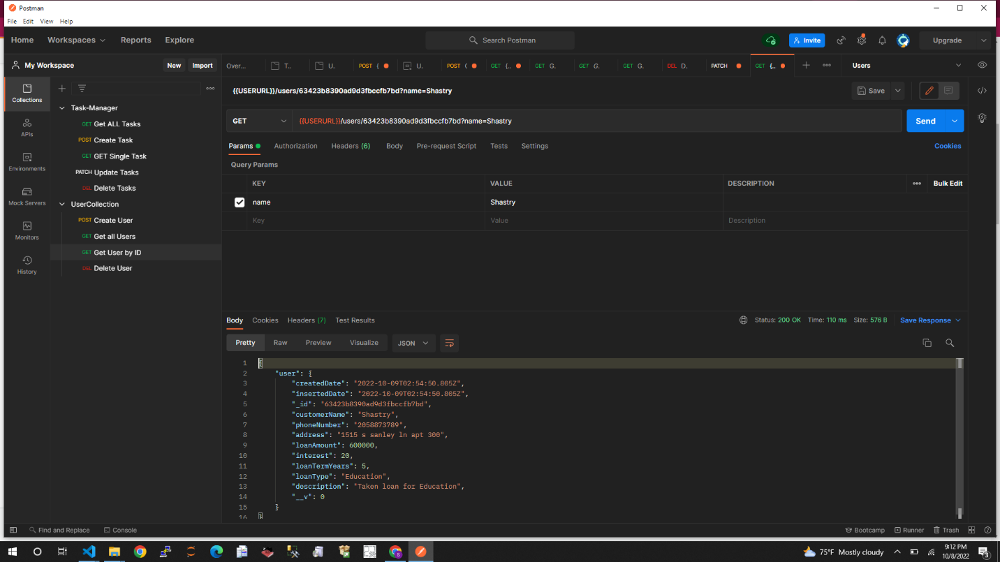 Postman
File Edit View Help
Home Workspaces Reports Explore Search Postman Invite Upgrade
My Workspace New Import
Over... T.. U. POST ( U. POST ( GET {.. GET G. GET G. GET G. DEL D. PATCH GET {.. Users
Collections
APIs
Environments
Mock Servers
Monitors
History
Task-Manager
GET Get ALL Tasks
POST Create Task
GET GET Single Task
PATCH Update Tasks
DEL Delete Tasks
UserCollection
POST Create User
GET Get all Users
GET Get User by ID
DEL Delete User
{{USERURL}}/users/63423b8390ad9d3fbccfb7bd?name=Shastry Save
GET {{USERURL}}/users/63423b8390ad9d3fbccfb7bd?name=Shastry Send
Params Authorization Headers (6) Body Pre-request Script Tests Settings Cookies
Query Params
KEY VALUE DESCRIPTION Bulk Edit
name Shastry
Key Value Description
Body Cookies Headers (7) Test Results Status: 200 OK Time: 110 ms Size: 576 B Save Response
Pretty Raw Preview Visualize JSON
1 {
2 "user": {
3 "createdDate": "2022-10-09T02:54:50.805Z",
4 "insertedDate": "2022-10-09T02:54:50.805Z",
5 "_id": "63423b8390ad9d3fbccfb7bd",
6 "customerName": "Shastry",
7 "phoneNumber": "2058873789",
8 "address": "1515 s sanley ln apt 300",
9 "loanAmount": 600000,
10 "interest": 20,
11 "loanTermYears": 5,
12 "loanType": "Education",
13 "description": "Taken loan for Education",
14 "__v": 0
15 }
16 }
Find and Replace Console Bootcamp Runner Trash
75°F Mostly cloudy 9:12 PM
10/8/2022 3